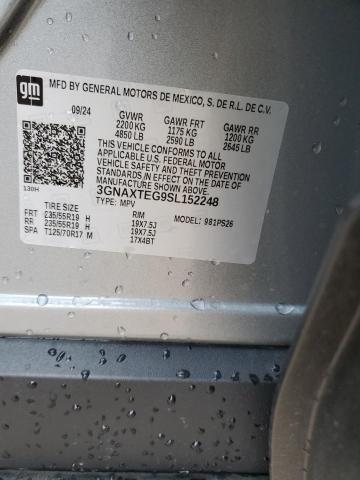 gm
MFD BY GENERAL MOTORS DE MEXICO, S. DE R.L. DE C.V.
09/24 GVWR GAWR FRT GAWR RR
2200 KG 1175 KG 1200 KG
4850 LB 2590 LB 2645 LB
THIS VEHICLE CONFORMS TO ALL
APPLICABLE U.S. FEDERAL MOTOR
VEHICLE SAFETY, BUMPER, AND THEFT
PREVENTION STANDARDS IN EFFECT ON
THE DATE OF MANUFACTURE SHOWN ABOVE.
3GNAXTEG9SL152248
TYPE: MPV
130H
TIRE SIZE RIM MODEL: 981PS26
FRT 235/55R19 H 19X7.5J
RR 235/55R19 H 19X7.5J
SPA T125/70R17 M 17X4BT